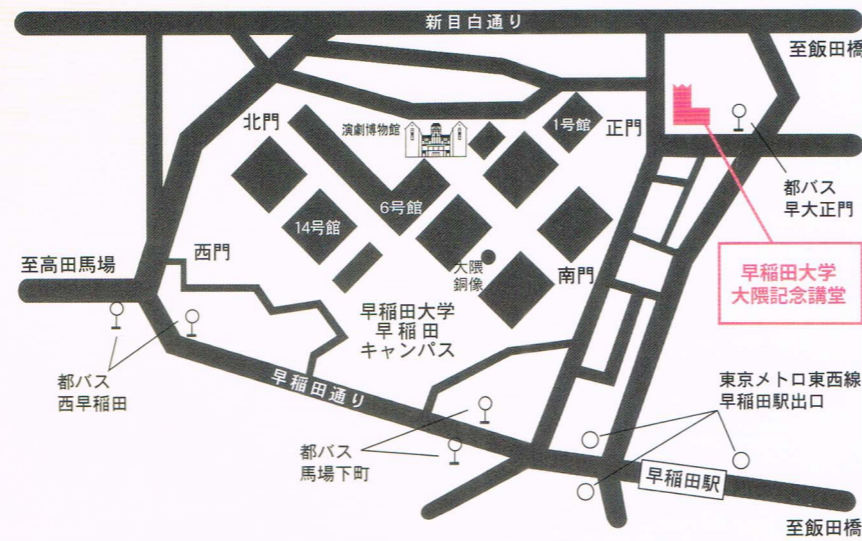 新目白通り
至飯田橋
北門
演劇博物館
1号館
正門
都バス
早大正門
6号館
14号館
西門
至高田馬場
大隈
銅像
南門
早稲田大学
大隈記念講堂
早稲田大学
早稲田
キャンパス
都バス
西早稲田
早稲田通り
東京メトロ東西線
早稲田駅出口
都バス
馬場下町
早稲田駅
至飯田橋